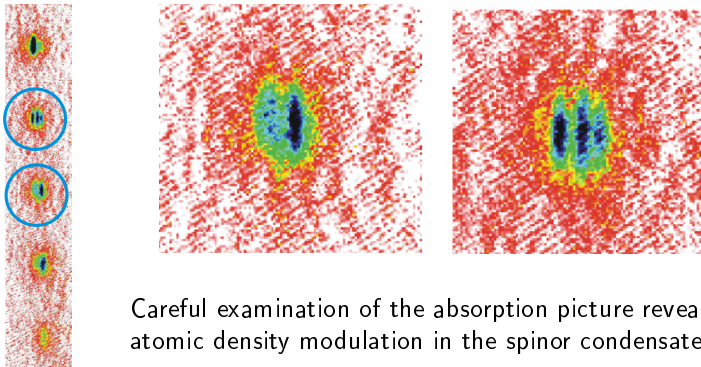 Careful examination of the absorption picture revea
atomic density modulation in the spinor condensate